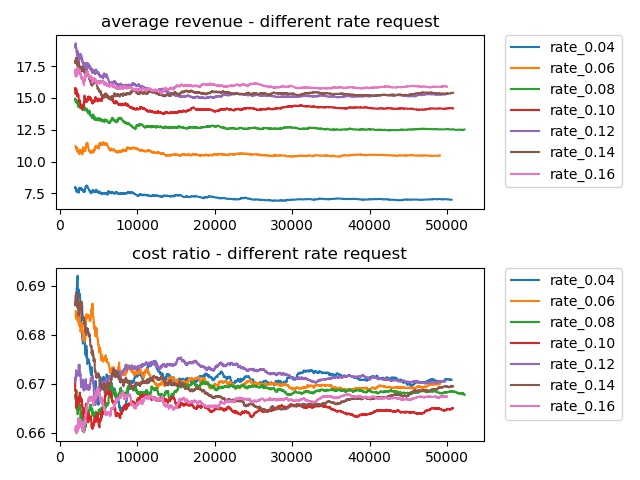 average revenue - different rate request
17.5
15.0
12.5
10.0
7.5
0 10000 20000 30000 40000 50000
rate_0.04
rate_0.06
rate_0.08
rate_0.10
rate_0.12
rate_0.14
rate_0.16
cost ratio - different rate request
0.69
0.68
0.67
0.66
0 10000 20000 30000 40000 50000
rate_0.04
rate_0.06
rate_0.08
rate_0.10
rate_0.12
rate_0.14
rate_0.16